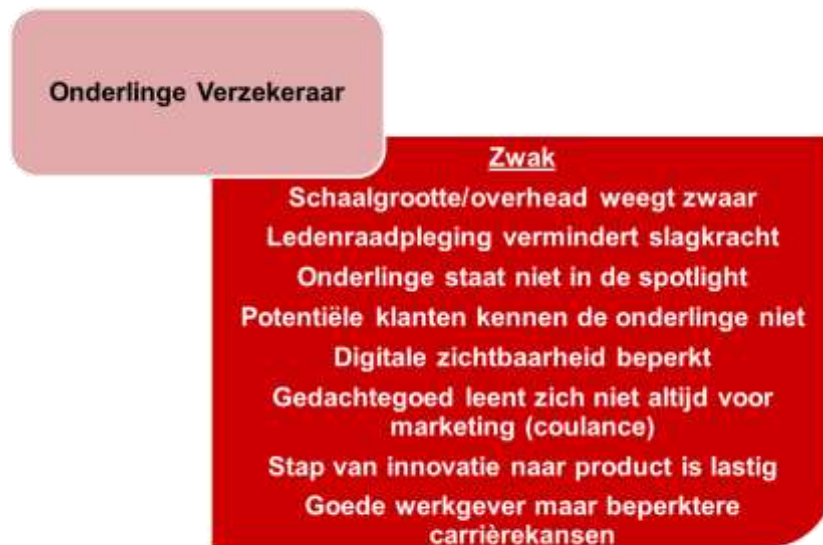 Onderlinge Verzekeraar
Zwak
Schaalgrootte/overhead weegt zwaar
Ledenraadpleging vermindert slagkracht
Onderlinge staat niet in de spotlight
Potentiële klanten kennen de onderlinge niet
Digitale zichtbaarheid beperkt
Gedachtegoed leent zich niet altijd voor
marketing (coulance)
Stap van innovatie naar product is lastig
Goede werkgever maar beperktere
carrièrekansen